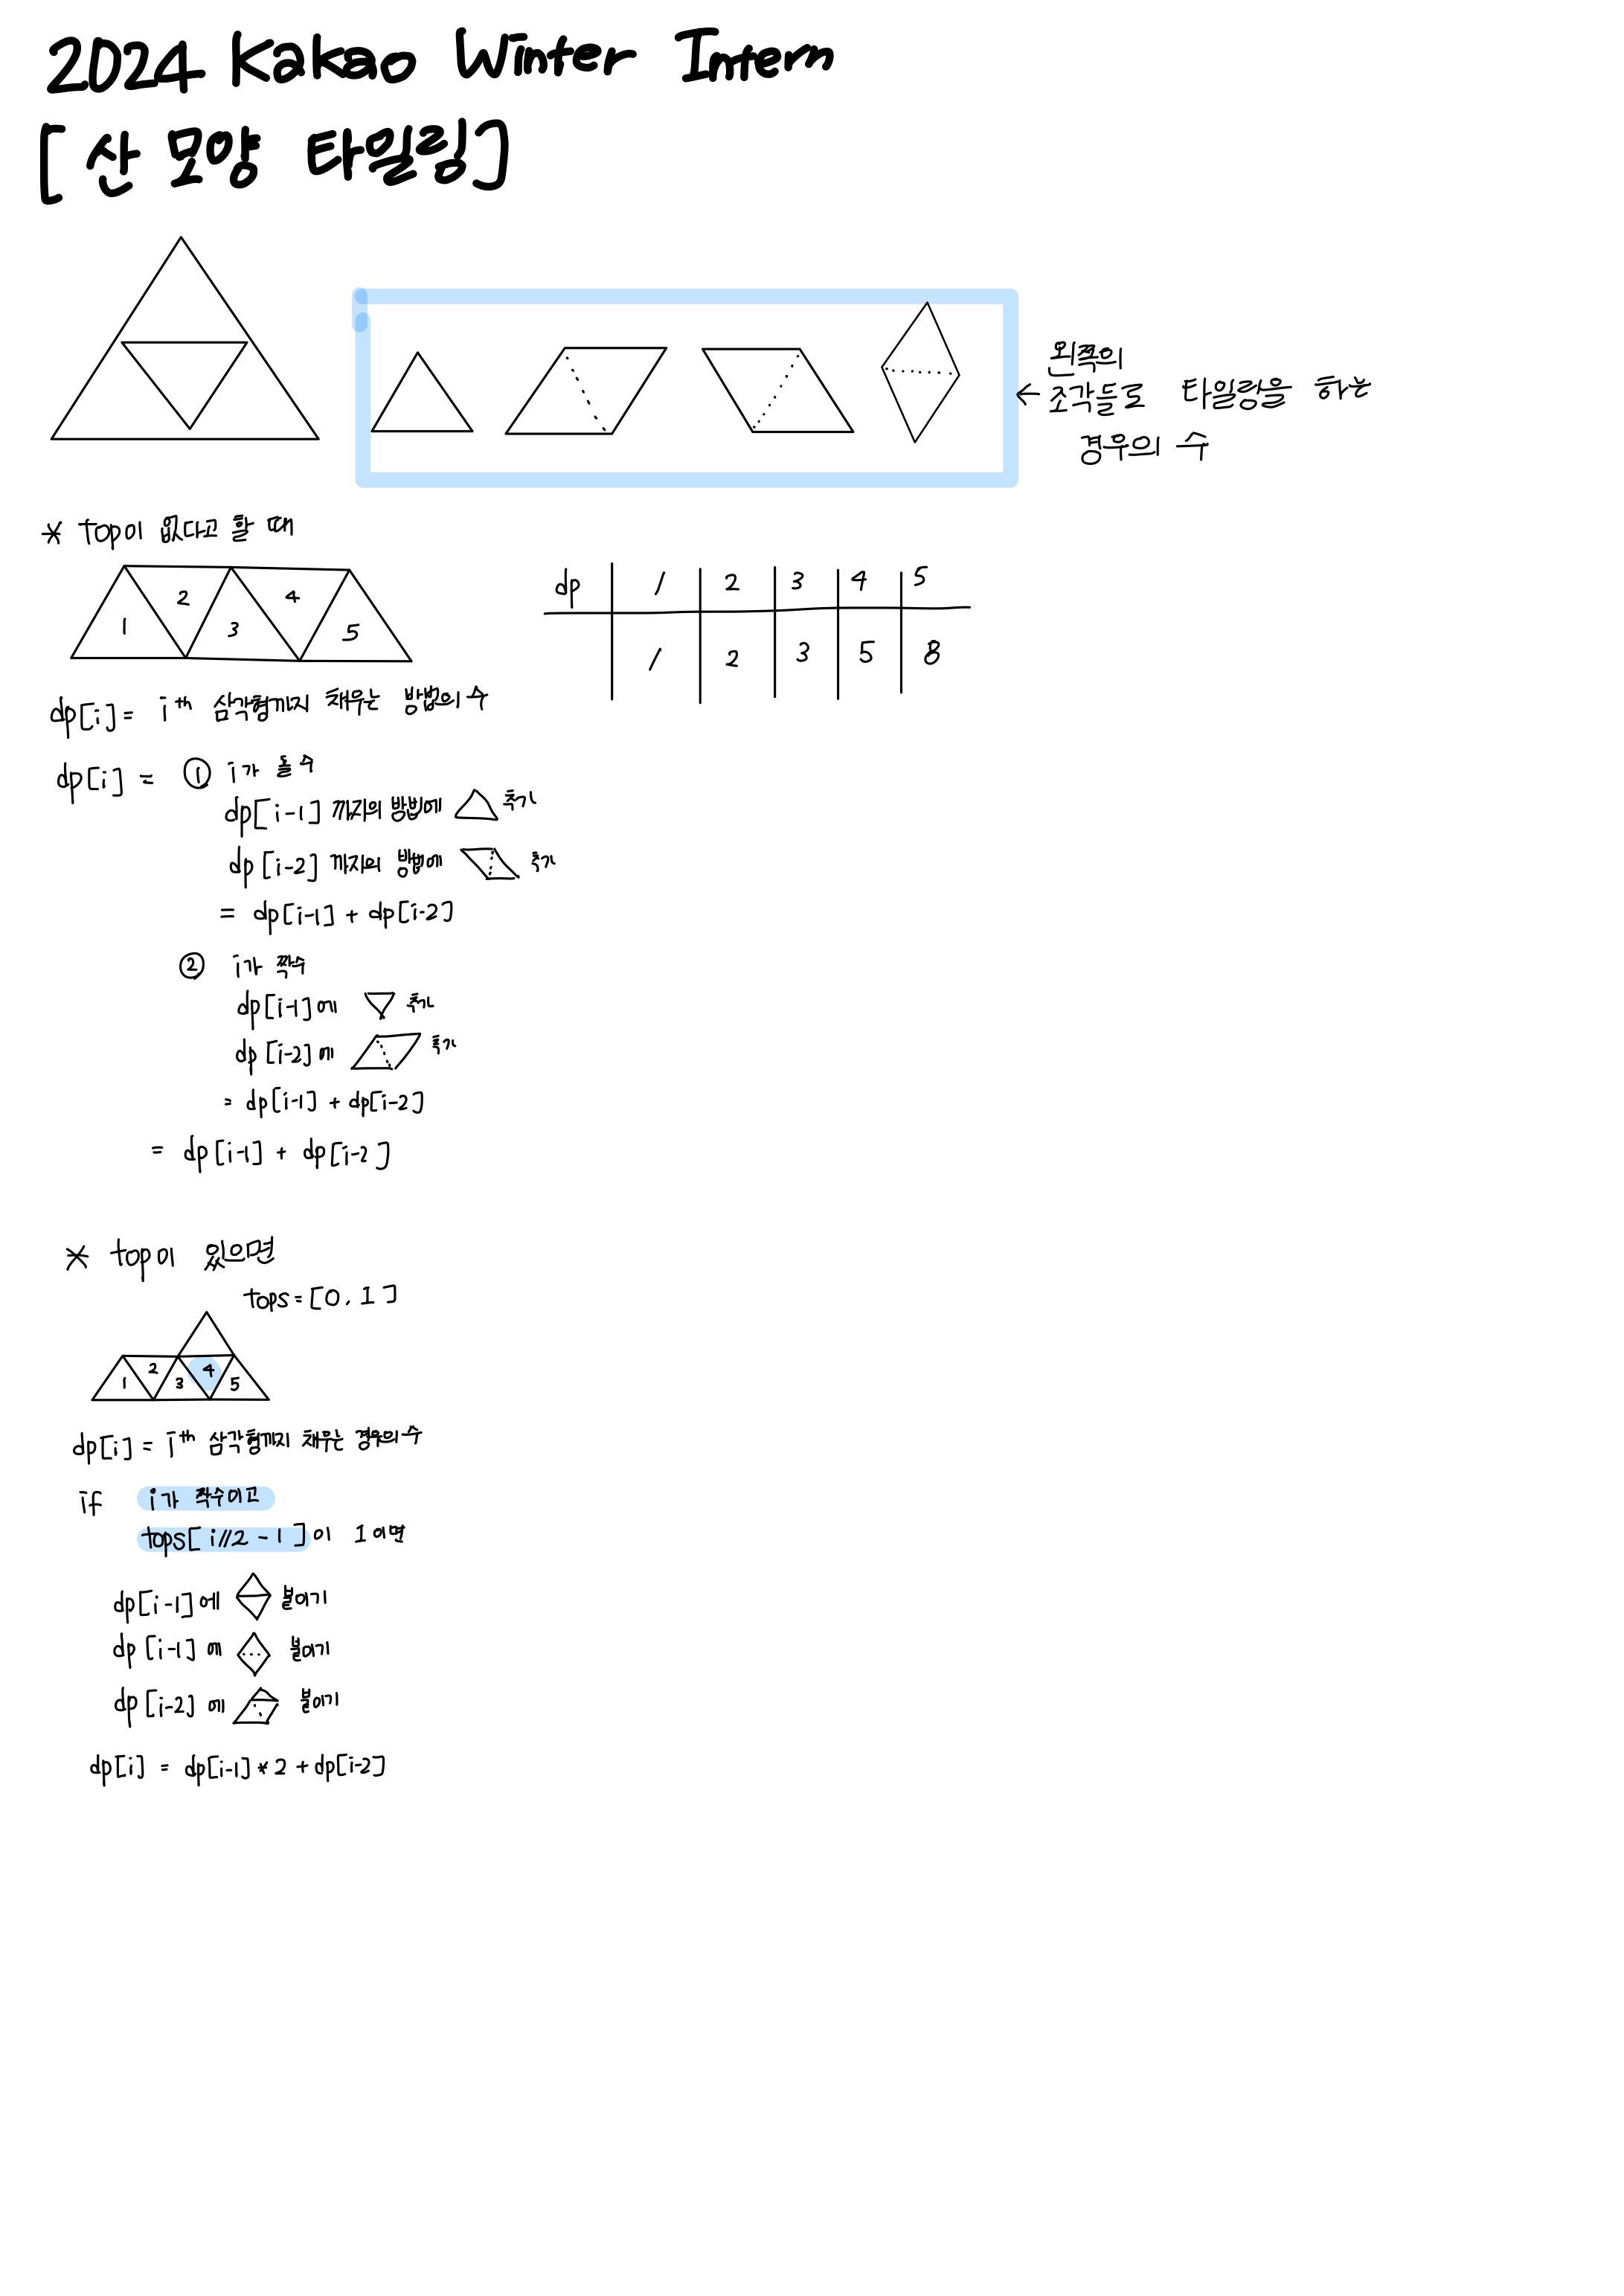 2024 Kakao Winter Intern
[산 모양 타일링]
왼쪽의
← 조각들로 타일링을 하는
경우의 수
* top이 없다고 할 때
1 2 3 4 5
dp 1 2 3 4 5
1 2 3 5 8
dp[i] = i th 삼각형까지 채우는 방법의 수
dp[i] = ① i가 홀수
dp[i-1] 까지의 방법에 추가
dp[i-2] 까지의 방법에 추가
= dp[i-1] + dp[i-2]
② i가 짝수
dp[i-1]에 추가
dp[i-2]에 추가
= dp[i-1] + dp[i-2]
= dp[i-1] + dp[i-2]
* top이 있으면
tops = [0, 1]
1 2 3 4 5
dp[i] = i th 삼각형까지 채우는 경우의 수
if i가 짝수이고
tops[i//2 - 1]이 1이면
dp[i-1]에 붙이기
dp[i-1]에 붙이기
dp[i-2]에 붙이기
dp[i] = dp[i-1] * 2 + dp[i-2]